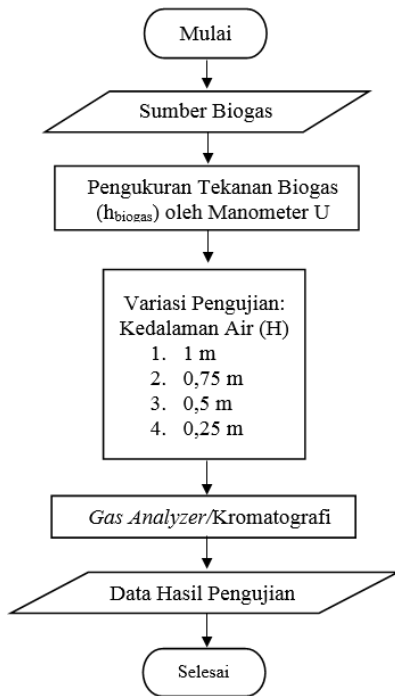 Mulai
Sumber Biogas
Pengukuran Tekanan Biogas
(hbiogas) oleh Manometer U
Variasi Pengujian:
Kedalaman Air (H)
1. 1 m
2. 0,75 m
3. 0,5 m
4. 0,25 m
Gas Analyzer/Kromatografi
Data Hasil Pengujian
Selesai